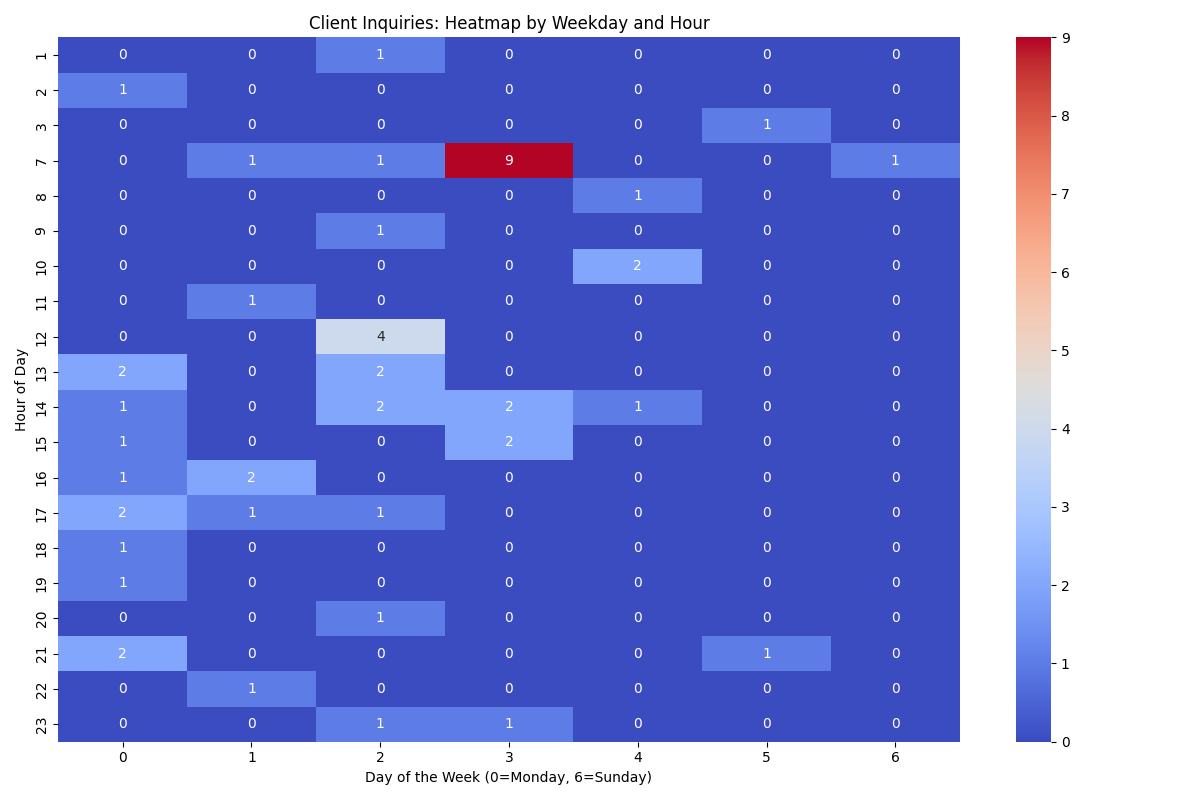 Client Inquiries: Heatmap by Weekday and Hour
9
1 0 0 1 0 0 0 0
2 1 0 0 0 0 0 0
8
3 0 0 0 0 0 1 0
7 0 1 1 9 0 0 1
7
8 0 0 0 0 1 0 0
9 0 0 1 0 0 0 0
6
10 0 0 0 0 2 0 0
11 0 1 0 0 0 0 0
12 0 0 4 0 0 0 0
5
Hour of Day
13 2 0 2 0 0 0 0
14 1 0 2 2 1 0 0
4
15 1 0 0 2 0 0 0
16 1 2 0 0 0 0 0
3
17 2 1 1 0 0 0 0
18 1 0 0 0 0 0 0
19 1 0 0 0 0 0 0
2
20 0 0 1 0 0 0 0
21 2 0 0 0 0 1 0
1
22 0 1 0 0 0 0 0
23 0 0 1 1 0 0 0
0
0 1 2 3 4 5 6
Day of the Week (0=Monday, 6=Sunday)